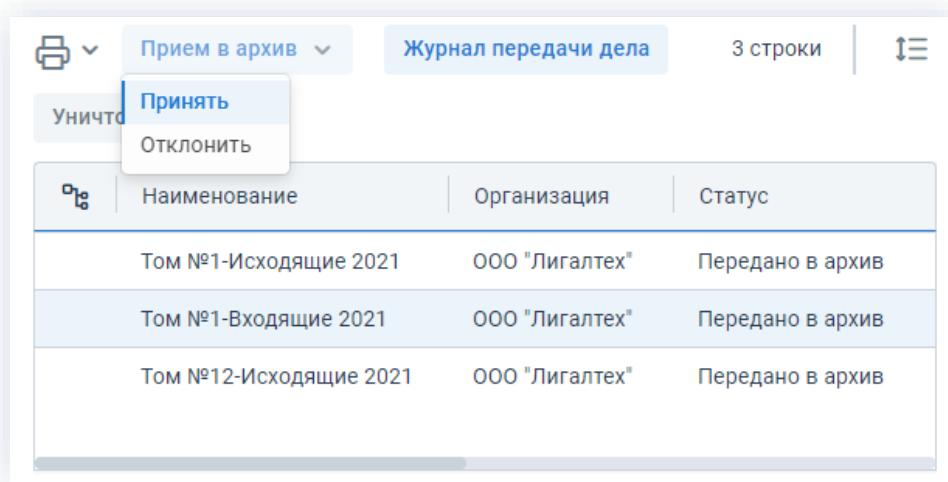 Прием в архив Журнал передачи дела 3 строки
Принять
Отклонить
Наименование Организация Статус
Том №1-Исходящие 2021 ООО "Лигалтех" Передано в архив
Том №1-Входящие 2021 ООО "Лигалтех" Передано в архив
Том №12-Исходящие 2021 ООО "Лигалтех" Передано в архив